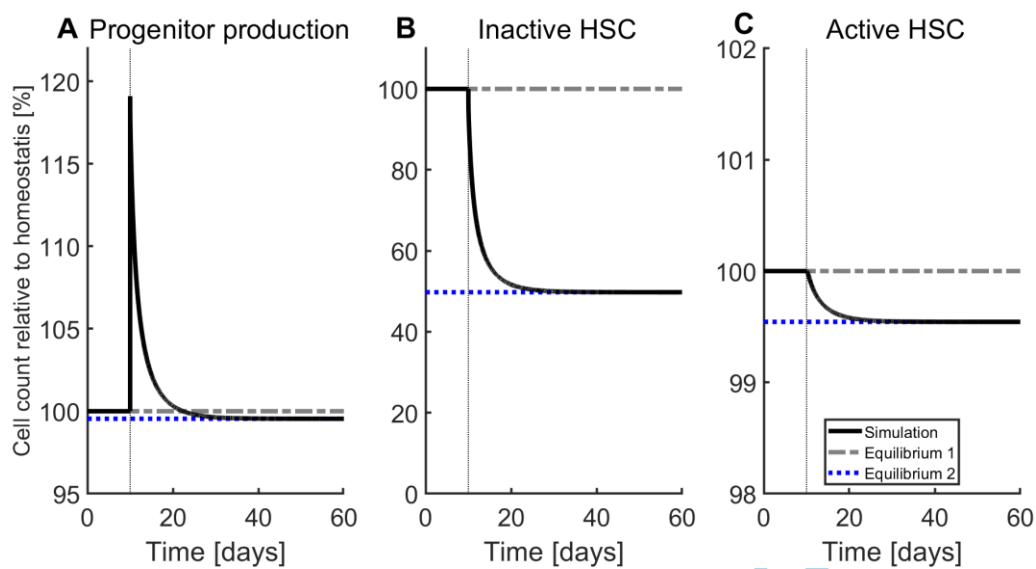 A Progenitor production
B Inactive HSC
C Active HSC
Cell count relative to homeostatis [%]
120
115
110
105
100
95
0 20 40 60
Time [days]
100
80
60
40
20
0
0 20 40 60
Time [days]
102
101
100
99
98
0 20 40 60
Time [days]
Simulation
Equilibrium 1
Equilibrium 2